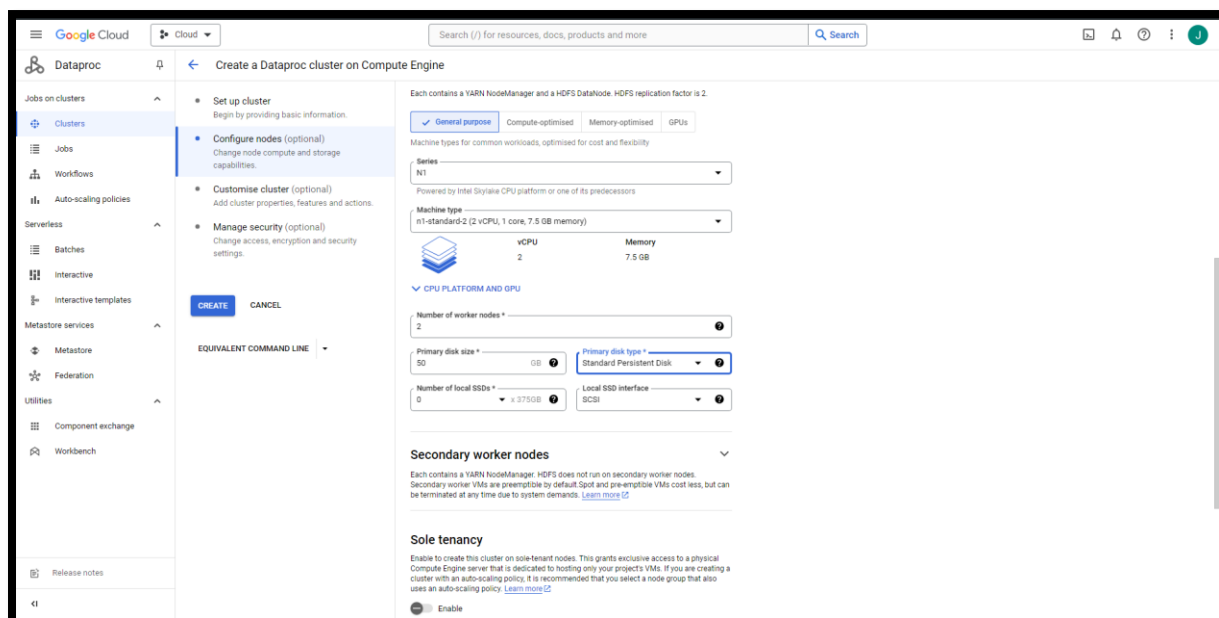 Google Cloud
Cloud
Search (/) for resources, docs, products and more
Search
J
Dataproc
Create a Dataproc cluster on Compute Engine
Jobs on clusters
Clusters
Jobs
Workflows
Auto-scaling policies
Serverless
Batches
Interactive
Interactive templates
Metastore services
Metastore
Federation
Utilities
Component exchange
Workbench
Release notes
Set up cluster
Begin by providing basic information.
Configure nodes (optional)
Change node compute and storage
capabilities.
Customise cluster (optional)
Add cluster properties, features and actions.
Manage security (optional)
Change access, encryption and security
settings.
CREATE CANCEL
EQUIVALENT COMMAND LINE
Each contains a YARN NodeManager and a HDFS DataNode. HDFS replication factor is 2.
General purpose Compute-optimised Memory-optimised GPUs
Machine types for common workloads, optimised for cost and flexibility
Series
N1
Powered by Intel Skylake CPU platform or one of its predecessors
Machine type
n1-standard-2 (2 vCPU, 1 core, 7.5 GB memory)
vCPU Memory
2 7.5 GB
CPU PLATFORM AND GPU
Number of worker nodes *
2
Primary disk size * Primary disk type *
50 GB Standard Persistent Disk
Number of local SSDs * Local SSD interface
0 x 375GB SCSI
Secondary worker nodes
Each contains a YARN NodeManager. HDFS does not run on secondary worker nodes.
Secondary worker VMs are preemptible by default.Spot and pre-emptible VMs cost less, but can
be terminated at any time due to system demands. Learn more
Sole tenancy
Enable to create this cluster on sole-tenant nodes. This grants exclusive access to a physical
Compute Engine server that is dedicated to hosting only your project's VMs. If you are creating a
cluster with an auto-scaling policy, it is recommended that you select a node group that also
uses an auto-scaling policy. Learn more
Enable